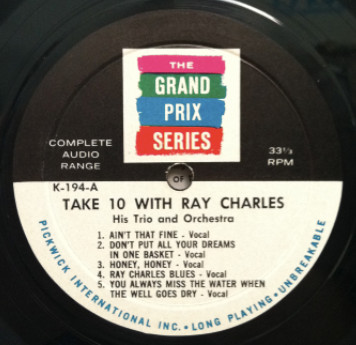 THE
GRAND
PRIX
SERIES
COMPLETE
AUDIO
RANGE
33⅓
RPM
OF
K-194-A
TAKE 10 WITH RAY CHARLES
His Trio and Orchestra
1. AIN'T THAT FINE - Vocal
2. DON'T PUT ALL YOUR DREAMS
IN ONE BASKET - Vocal
3. HONEY, HONEY - Vocal
4. RAY CHARLES BLUES - Vocal
5. YOU ALWAYS MISS THE WATER WHEN
THE WELL GOES DRY - Vocal
PICKWICK INTERNATIONAL INC. • LONG PLAYING • UNBREAKABLE